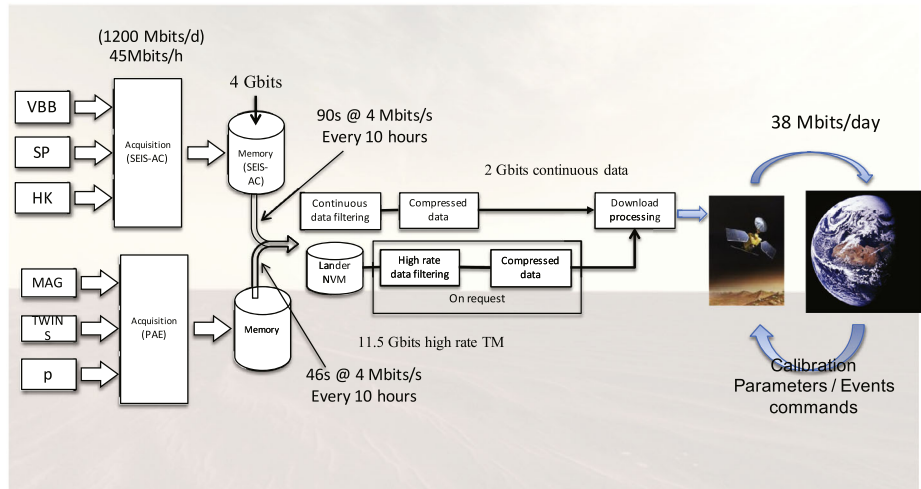 (1200 Mbits/d)
45Mbits/h
VBB
SP
HK
Acquisition
(SEIS-AC)
4 Gbits
Memory
(SEIS-
AC)
90s @ 4 Mbits/s
Every 10 hours
2 Gbits continuous data
Continuous
data filtering
Compressed
data
Download
processing
38 Mbits/day
Lander
NVM
High rate
data filtering
Compressed
data
On request
MAG
TWIN
S
p
Acquisition
(PAE)
Memory
11.5 Gbits high rate TM
46s @ 4 Mbits/s
Every 10 hours
Calibration
Parameters / Events
commands